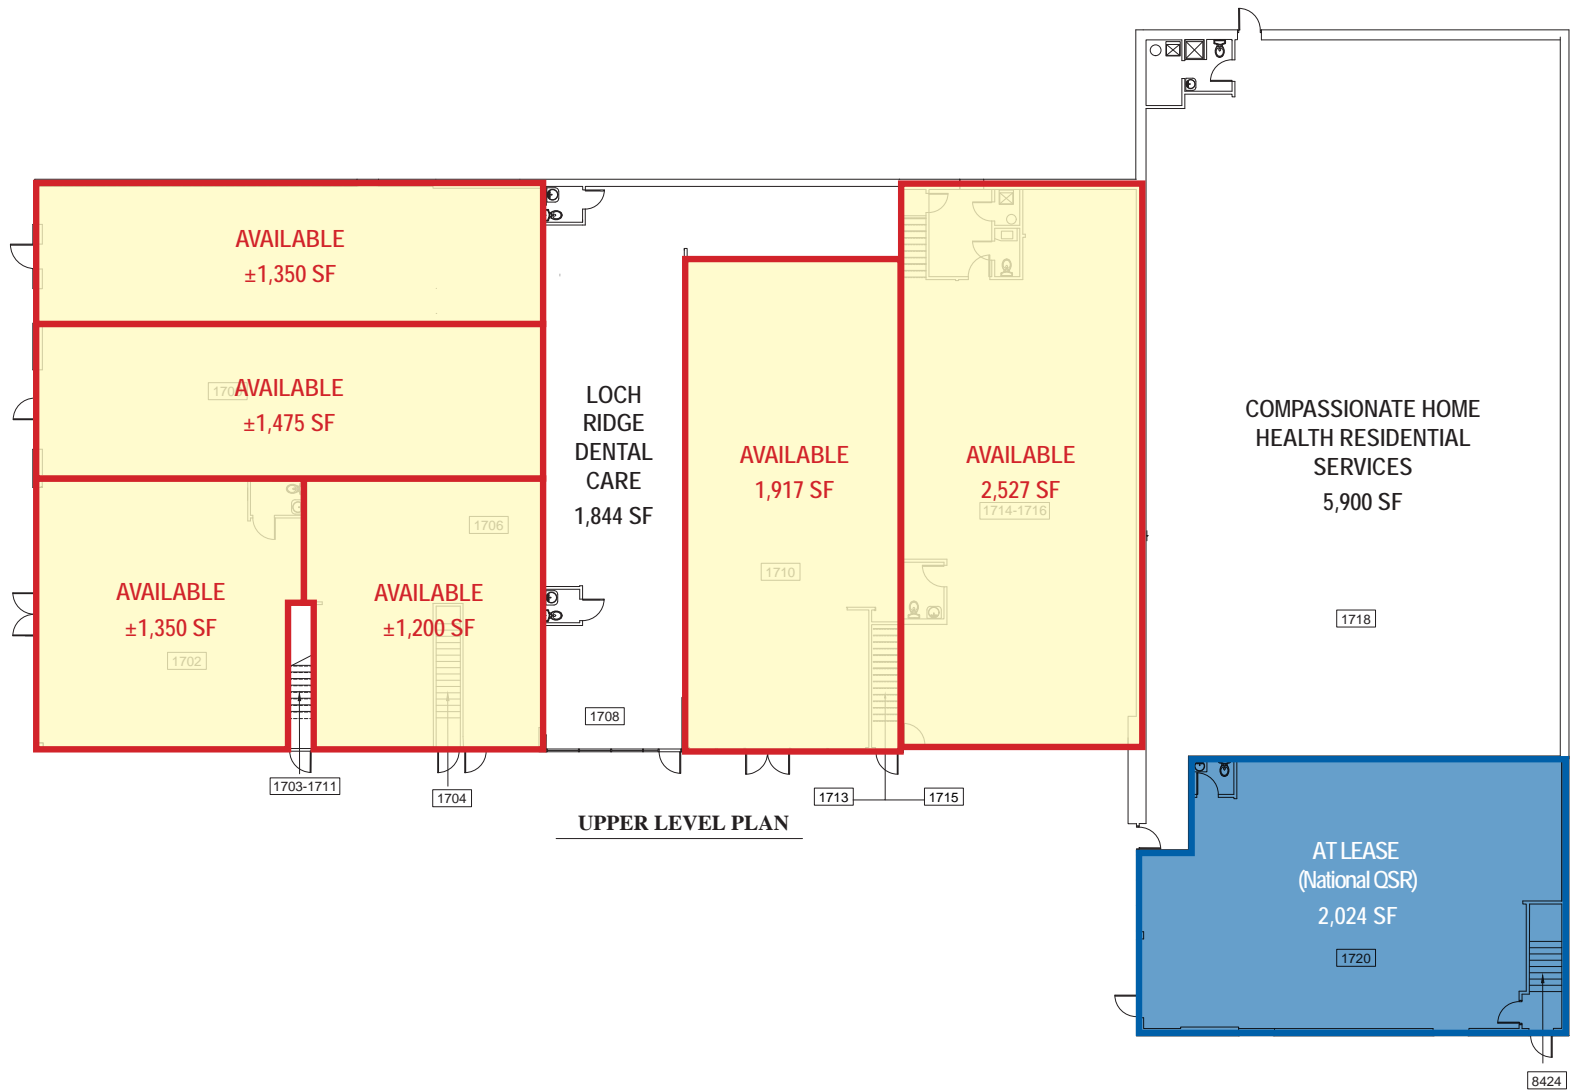 AVAILABLE
±1,350 SF
AVAILABLE
±1,475 SF
AVAILABLE
±1,350 SF
1702
1706
AVAILABLE
±1,200 SF
LOCH
RIDGE
DENTAL
CARE
1,844 SF
1708
AVAILABLE
1,917 SF
1710
AVAILABLE
2,527 SF
1714-1716
COMPASSIONATE HOME
HEALTH RESIDENTIAL
SERVICES
5,900 SF
1718
1703-1711
1704
1713
1715
UPPER LEVEL PLAN
AT LEASE
(National QSR)
2,024 SF
1720
8424